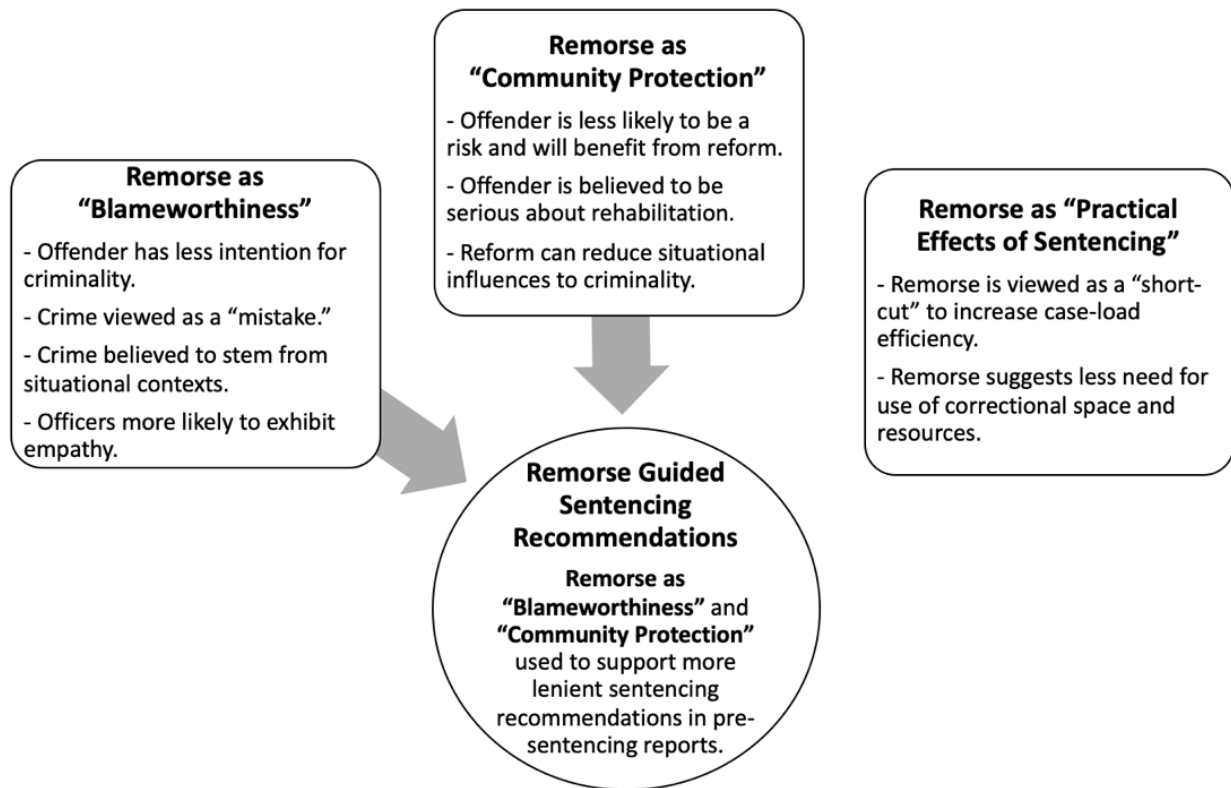 Remorse as
“Blameworthiness”
- Offender has less intention for
criminality.
- Crime viewed as a “mistake.”
- Crime believed to stem from
situational contexts.
- Officers more likely to exhibit
empathy.
Remorse as
“Community Protection”
- Offender is less likely to be a
risk and will benefit from reform.
- Offender is believed to be
serious about rehabilitation.
- Reform can reduce situational
influences to criminality.
Remorse as “Practical
Effects of Sentencing”
- Remorse is viewed as a “short-
cut” to increase case-load
efficiency.
- Remorse suggests less need for
use of correctional space and
resources.
Remorse Guided
Sentencing
Recommendations
Remorse as
“Blameworthiness” and
“Community Protection”
used to support more
lenient sentencing
recommendations in pre-
sentencing reports.